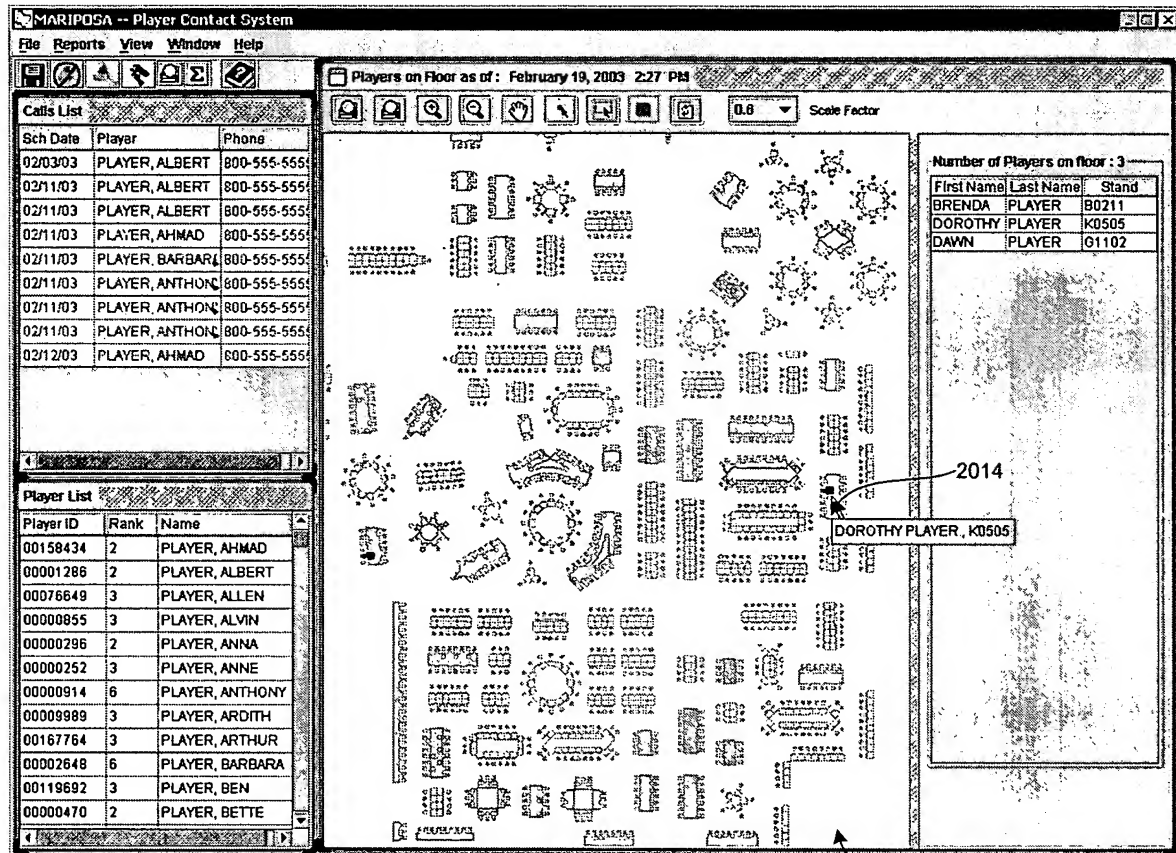 MARIPOSA -- Player Contact System
File Reports View Window Help
Players on Floor as of : February 19, 2003 2:27 PM
0.6 Scale Factor
Calls List
Sch Date Player Phone
02/03/03 PLAYER, ALBERT 800-555-5555
02/11/03 PLAYER, ALBERT 800-555-5555
02/11/03 PLAYER, ALBERT 800-555-5555
02/11/03 PLAYER, AHMAD 800-555-5555
02/11/03 PLAYER, BARBARA 800-555-5555
02/11/03 PLAYER, ANTHON 800-555-5555
02/11/03 PLAYER, ANTHON 800-555-5555
02/11/03 PLAYER, ANTHON 800-555-5555
02/12/03 PLAYER, AHMAD 800-555-5555
Player List
Player ID Rank Name
00158434 2 PLAYER, AHMAD
00001286 2 PLAYER, ALBERT
00076649 3 PLAYER, ALLEN
00000855 3 PLAYER, ALVIN
00000296 2 PLAYER, ANNA
00000252 3 PLAYER, ANNE
00000914 6 PLAYER, ANTHONY
00009989 3 PLAYER, ARDITH
00167764 3 PLAYER, ARTHUR
00002648 6 PLAYER, BARBARA
00119692 3 PLAYER, BEN
00000470 2 PLAYER, BETTE
2014
DOROTHY PLAYER , K0505
Number of Players on floor : 3
First Name Last Name Stand
BRENDA PLAYER B0211
DOROTHY PLAYER K0505
DAWN PLAYER G1102